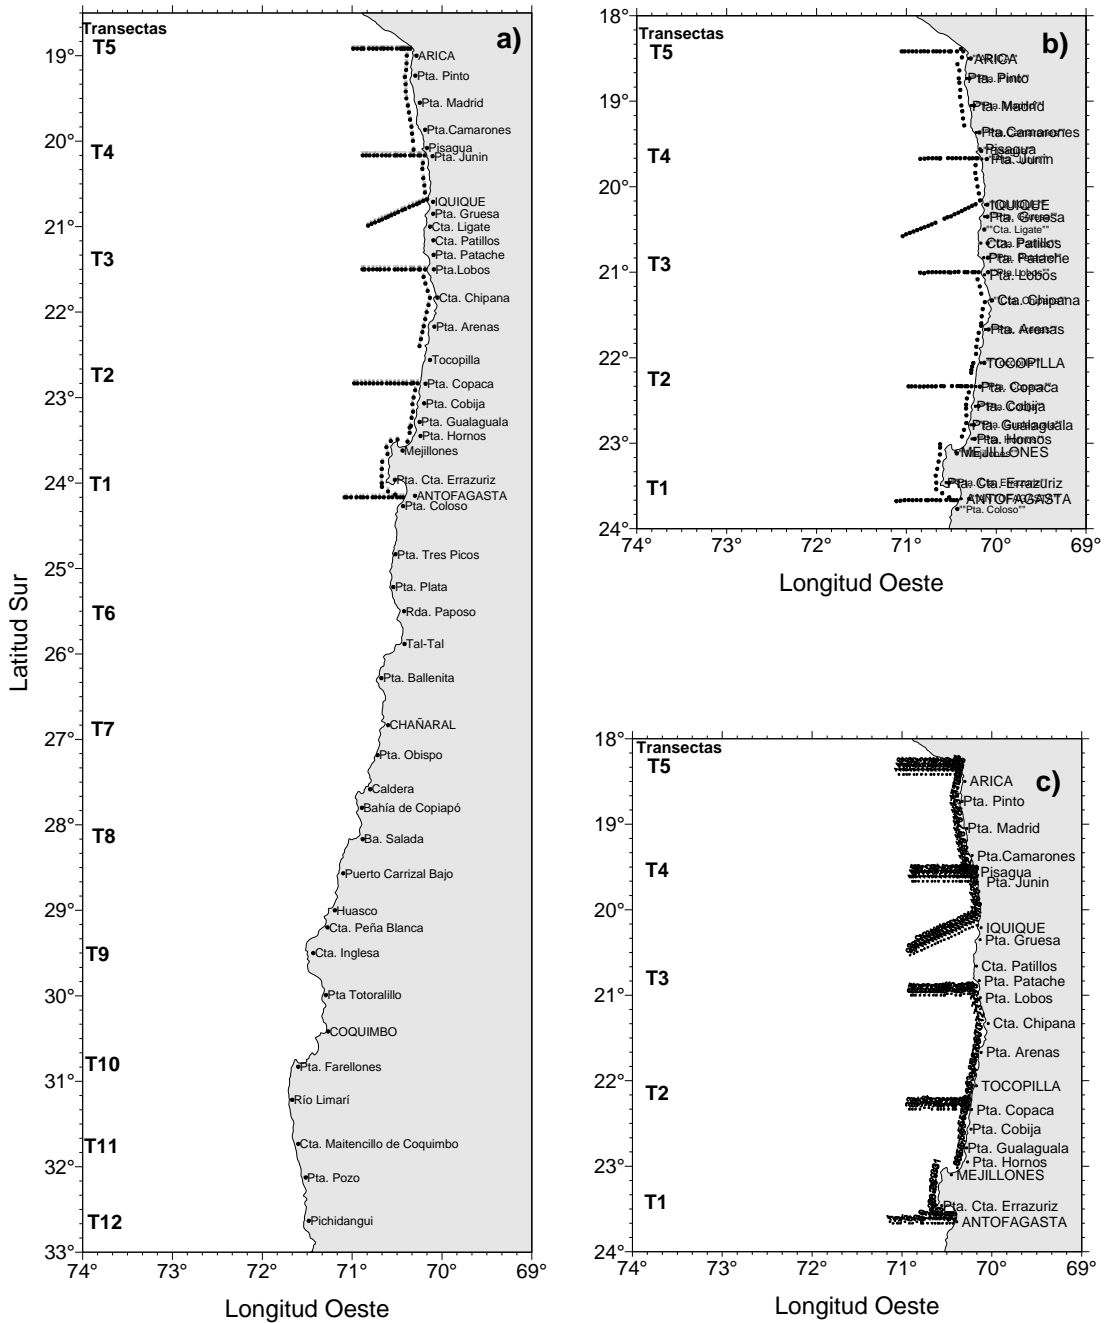 Transectas
a)
T5
T4
T3
T2
T1
T6
T7
T8
T9
T10
T11
T12
19°
20°
21°
22°
23°
24°
25°
26°
27°
28°
29°
30°
31°
32°
33°
Latitud Sur
ARICA
Pta. Pinto
Pta. Madrid
Pta.Camarones
Pisagua
Pta. Junin
IQUIQUE
Pta. Gruesa
Cta. Ligate
Cta. Patillos
Pta. Patache
Pta.Lobos
Cta. Chipana
Pta. Arenas
Tocopilla
Pta. Copaca
Pta. Cobija
Pta. Gualaguala
Pta. Hornos
Mejillones
Pta. Cta. Errazuriz
ANTOFAGASTA
Pta. Coloso
Pta. Tres Picos
Pta. Plata
Rda. Paposo
Tal-Tal
Pta. Ballenita
CHAÑARAL
Pta. Obispo
Caldera
Bahía de Copiapó
Ba. Salada
Puerto Carrizal Bajo
Huasco
Cta. Peña Blanca
Cta. Inglesa
Pta Totoralillo
COQUIMBO
Pta. Farellones
Río Limarí
Cta. Maitencillo de Coquimbo
Pta. Pozo
Pichidangui
74° 73° 72° 71° 70° 69°
Longitud Oeste
Transectas
b)
T5
T4
T3
T2
T1
18°
19°
20°
21°
22°
23°
24°
ARICA
Pta. Pinto
Pta. Madrid
Pta.Camarones
Pisagua
Pta. Junin
IQUIQUE
Pta. Gruesa
""Cta. Ligate""
Cta. Patillos
Pta. Patache
Pta. Lobos
Cta. Chipana
Pta. Arenas
TOCOPILLA
Pta. Copaca
Pta. Cobija
Pta. Gualaguala
Pta. Hornos
MEJILLONES
Pta. Cta. Errazuriz
ANTOFAGASTA
""Pta. Coloso""
74° 73° 72° 71° 70° 69°
Longitud Oeste
Transectas
c)
T5
T4
T3
T2
T1
18°
19°
20°
21°
22°
23°
24°
ARICA
Pta. Pinto
Pta. Madrid
Pta.Camarones
Pisagua
Pta. Junin
IQUIQUE
Pta. Gruesa
Cta. Patillos
Pta. Patache
Pta. Lobos
Cta. Chipana
Pta. Arenas
TOCOPILLA
Pta. Copaca
Pta. Cobija
Pta. Gualaguala
Pta. Hornos
MEJILLONES
Pta. Cta. Errazuriz
ANTOFAGASTA
74° 73° 72° 71° 70° 69°
Longitud Oeste